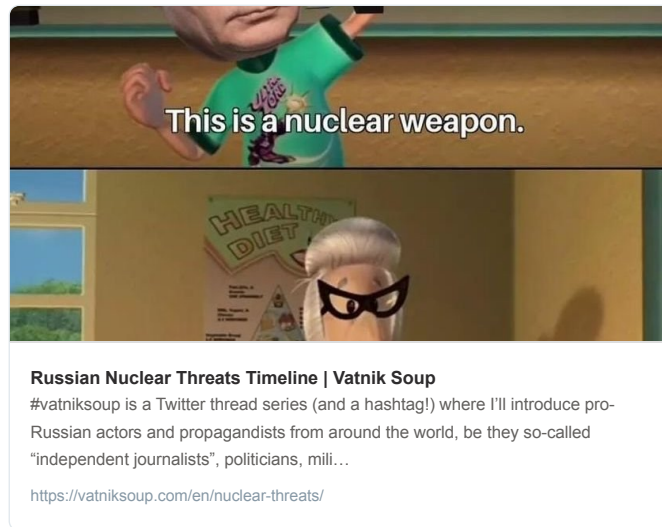 This is a nuclear weapon.
HEALTHY
DIET
Russian Nuclear Threats Timeline | Vatnik Soup
#vatniksoup is a Twitter thread series (and a hashtag!) where I’ll introduce pro-
Russian actors and propagandists from around the world, be they so-called
“independent journalists”, politicians, mili…
https://vatniksoup.com/en/nuclear-threats/